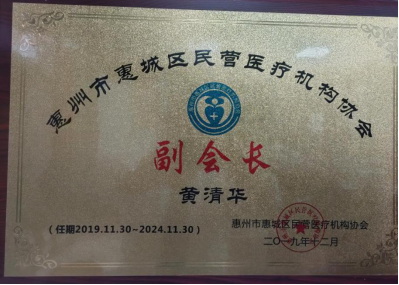 惠州市惠城区民营医疗机构协会
副会长
黄清华
(任期2019.11.30~2024.11.30)
惠州市惠城区民营医疗机构协会
二〇一九年十二月